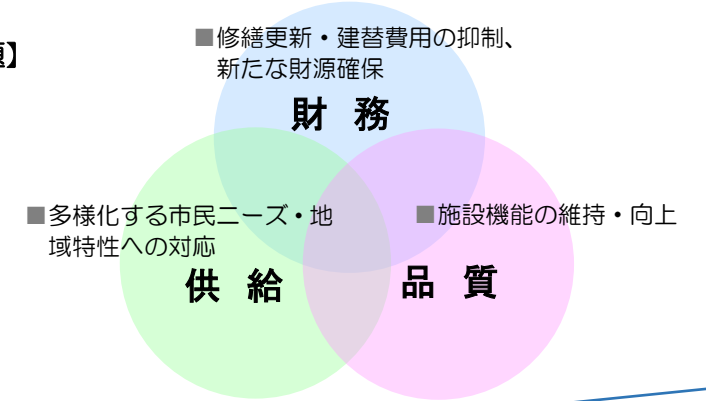 ■修繕更新・建替費用の抑制、
新たな財源確保
題】
財 務
■多様化する市民ニーズ・地
域特性への対応
■施設機能の維持・向上
供 給
品 質